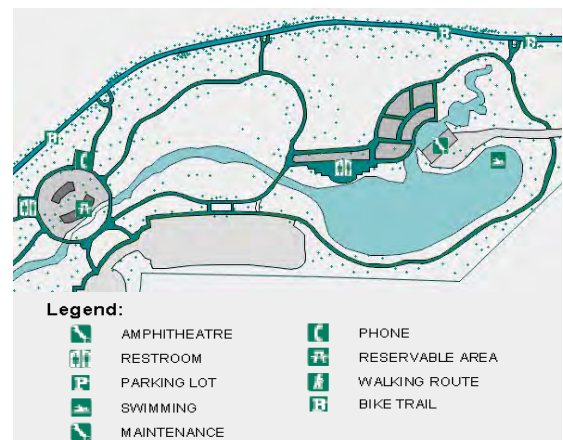 B
B
B
Legend:
AMPHITHEATRE
PHONE
RESTROOM
RESERVABLE AREA
P PARKING LOT
WALKING ROUTE
SWIMMING
B BIKE TRAIL
MAINTENANCE